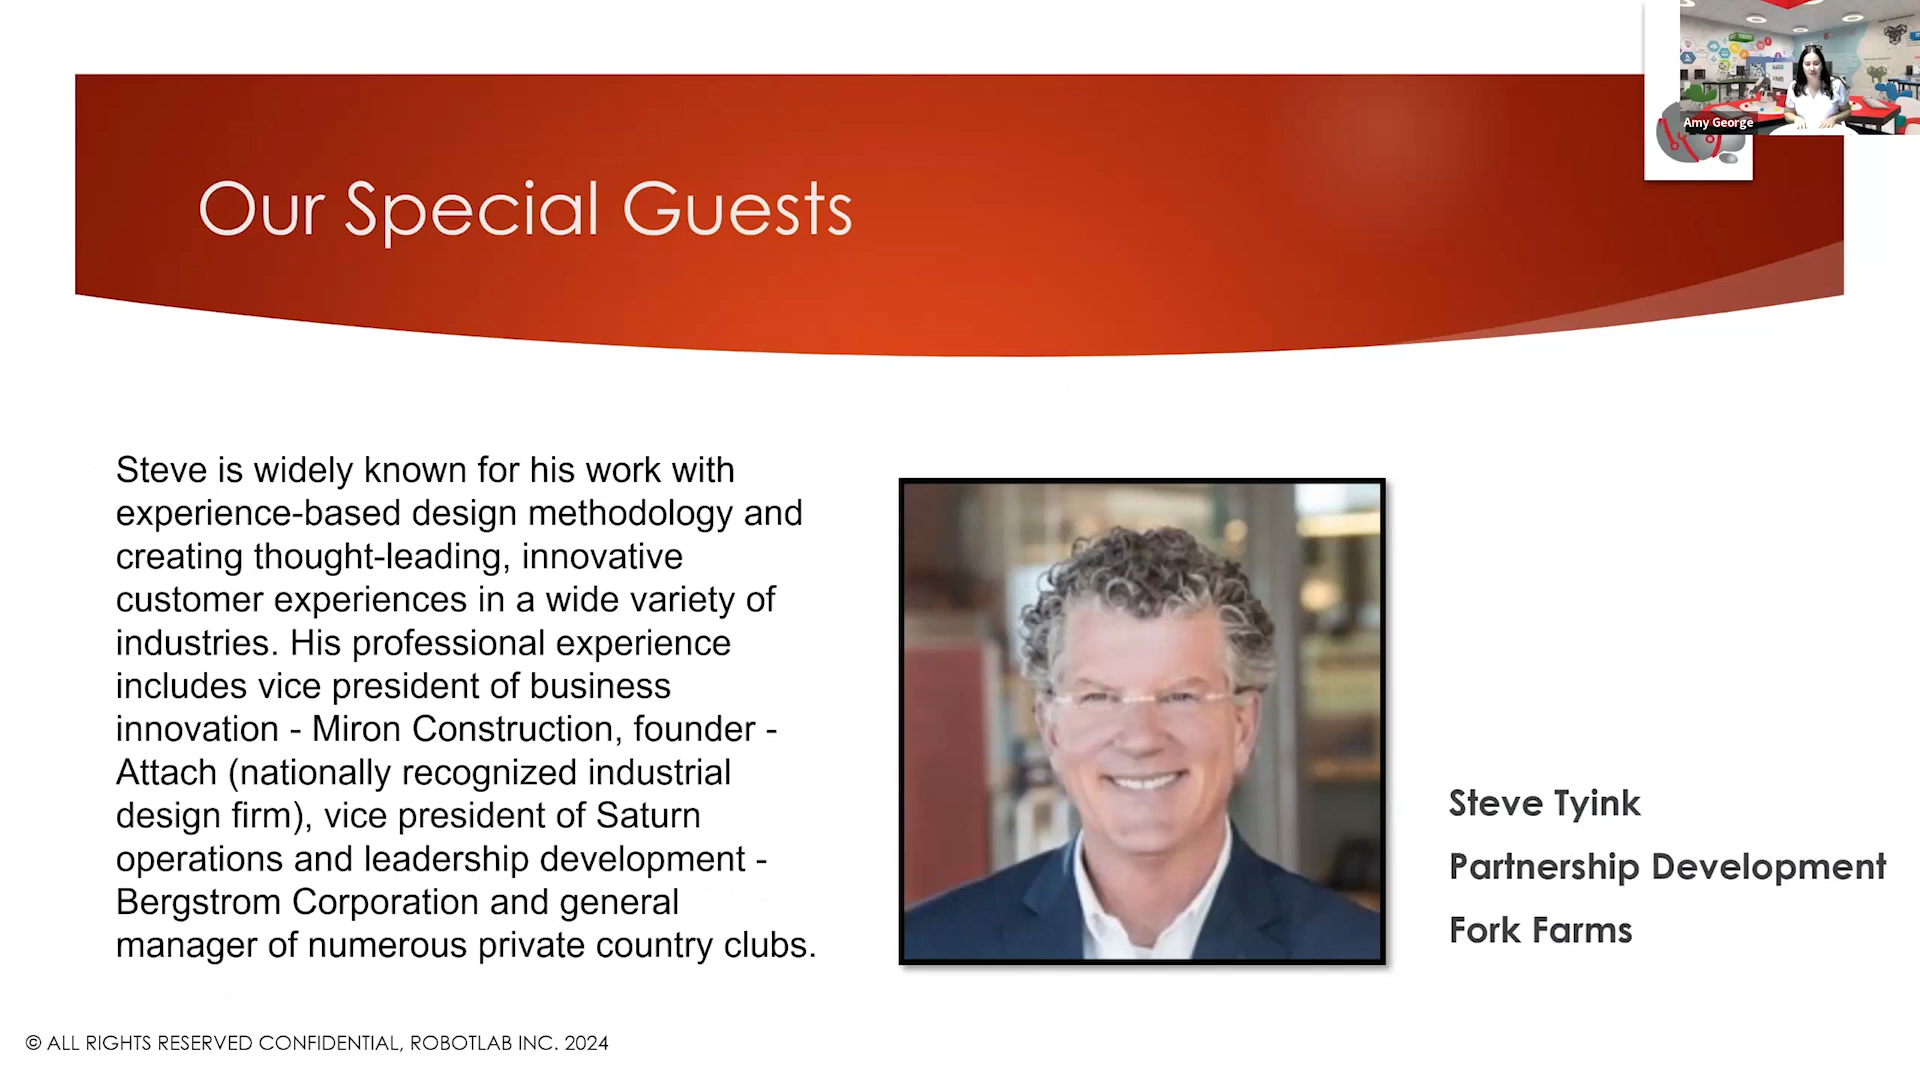 Amy George
Our Special Guests
Steve is widely known for his work with
experience-based design methodology and
creating thought-leading, innovative
customer experiences in a wide variety of
industries. His professional experience
includes vice president of business
innovation - Miron Construction, founder -
Attach (nationally recognized industrial
design firm), vice president of Saturn
operations and leadership development -
Bergstrom Corporation and general
manager of numerous private country clubs.
Steve Tyink
Partnership Development
Fork Farms
© ALL RIGHTS RESERVED CONFIDENTIAL, ROBOTLAB INC. 2024